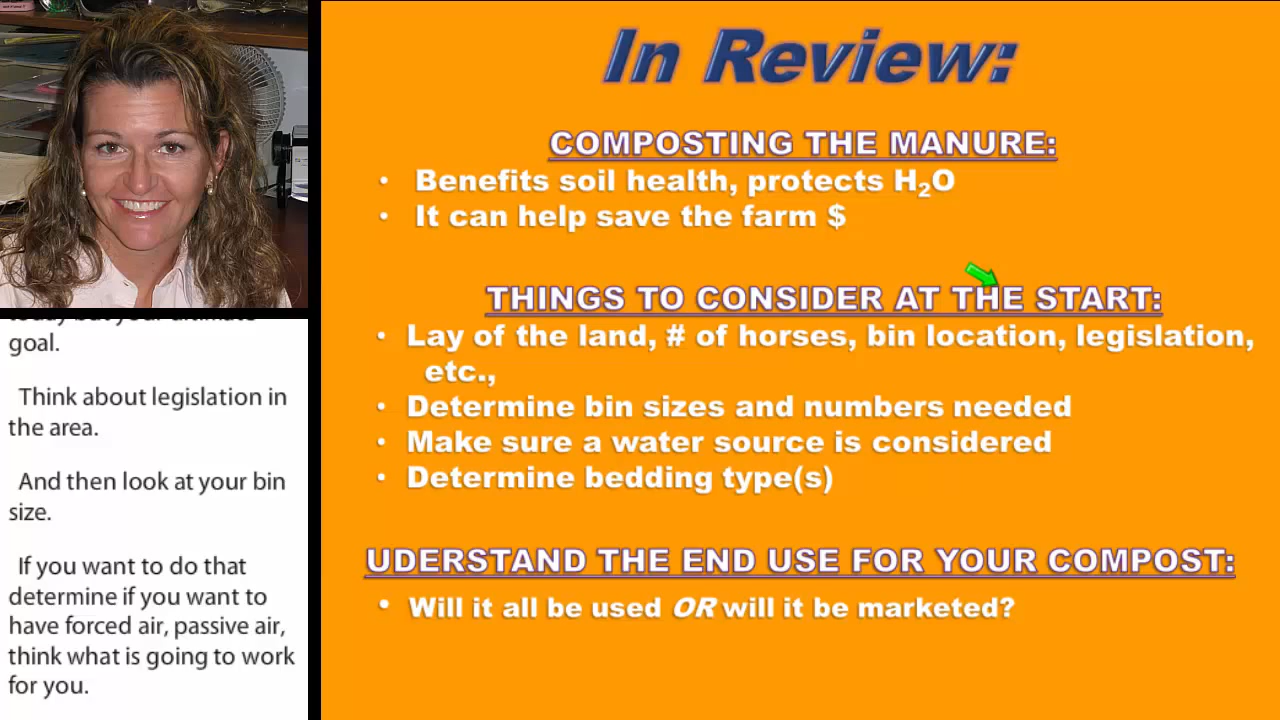 In Review:
COMPOSTING THE MANURE:
• Benefits soil health, protects H₂O
• It can help save the farm $
THINGS TO CONSIDER AT THE START:
• Lay of the land, # of horses, bin location, legislation,
etc.,
• Determine bin sizes and numbers needed
• Make sure a water source is considered
• Determine bedding type(s)
UDERSTAND THE END USE FOR YOUR COMPOST:
• Will it all be used OR will it be marketed?
today but your ultimate
goal.
Think about legislation in
the area.
And then look at your bin
size.
If you want to do that
determine if you want to
have forced air, passive air,
think what is going to work
for you.